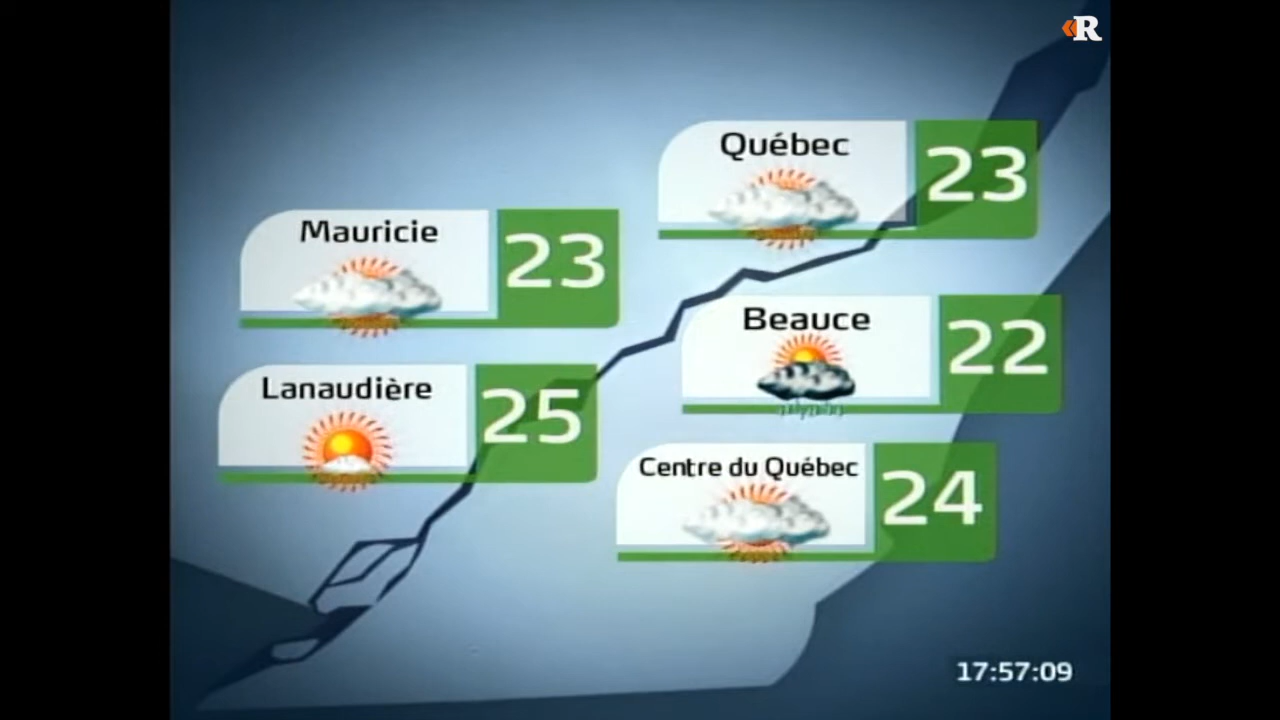 R
Québec
23
Mauricie
23
Beauce
22
Lanaudière
25
Centre du Québec
24
17:57:09